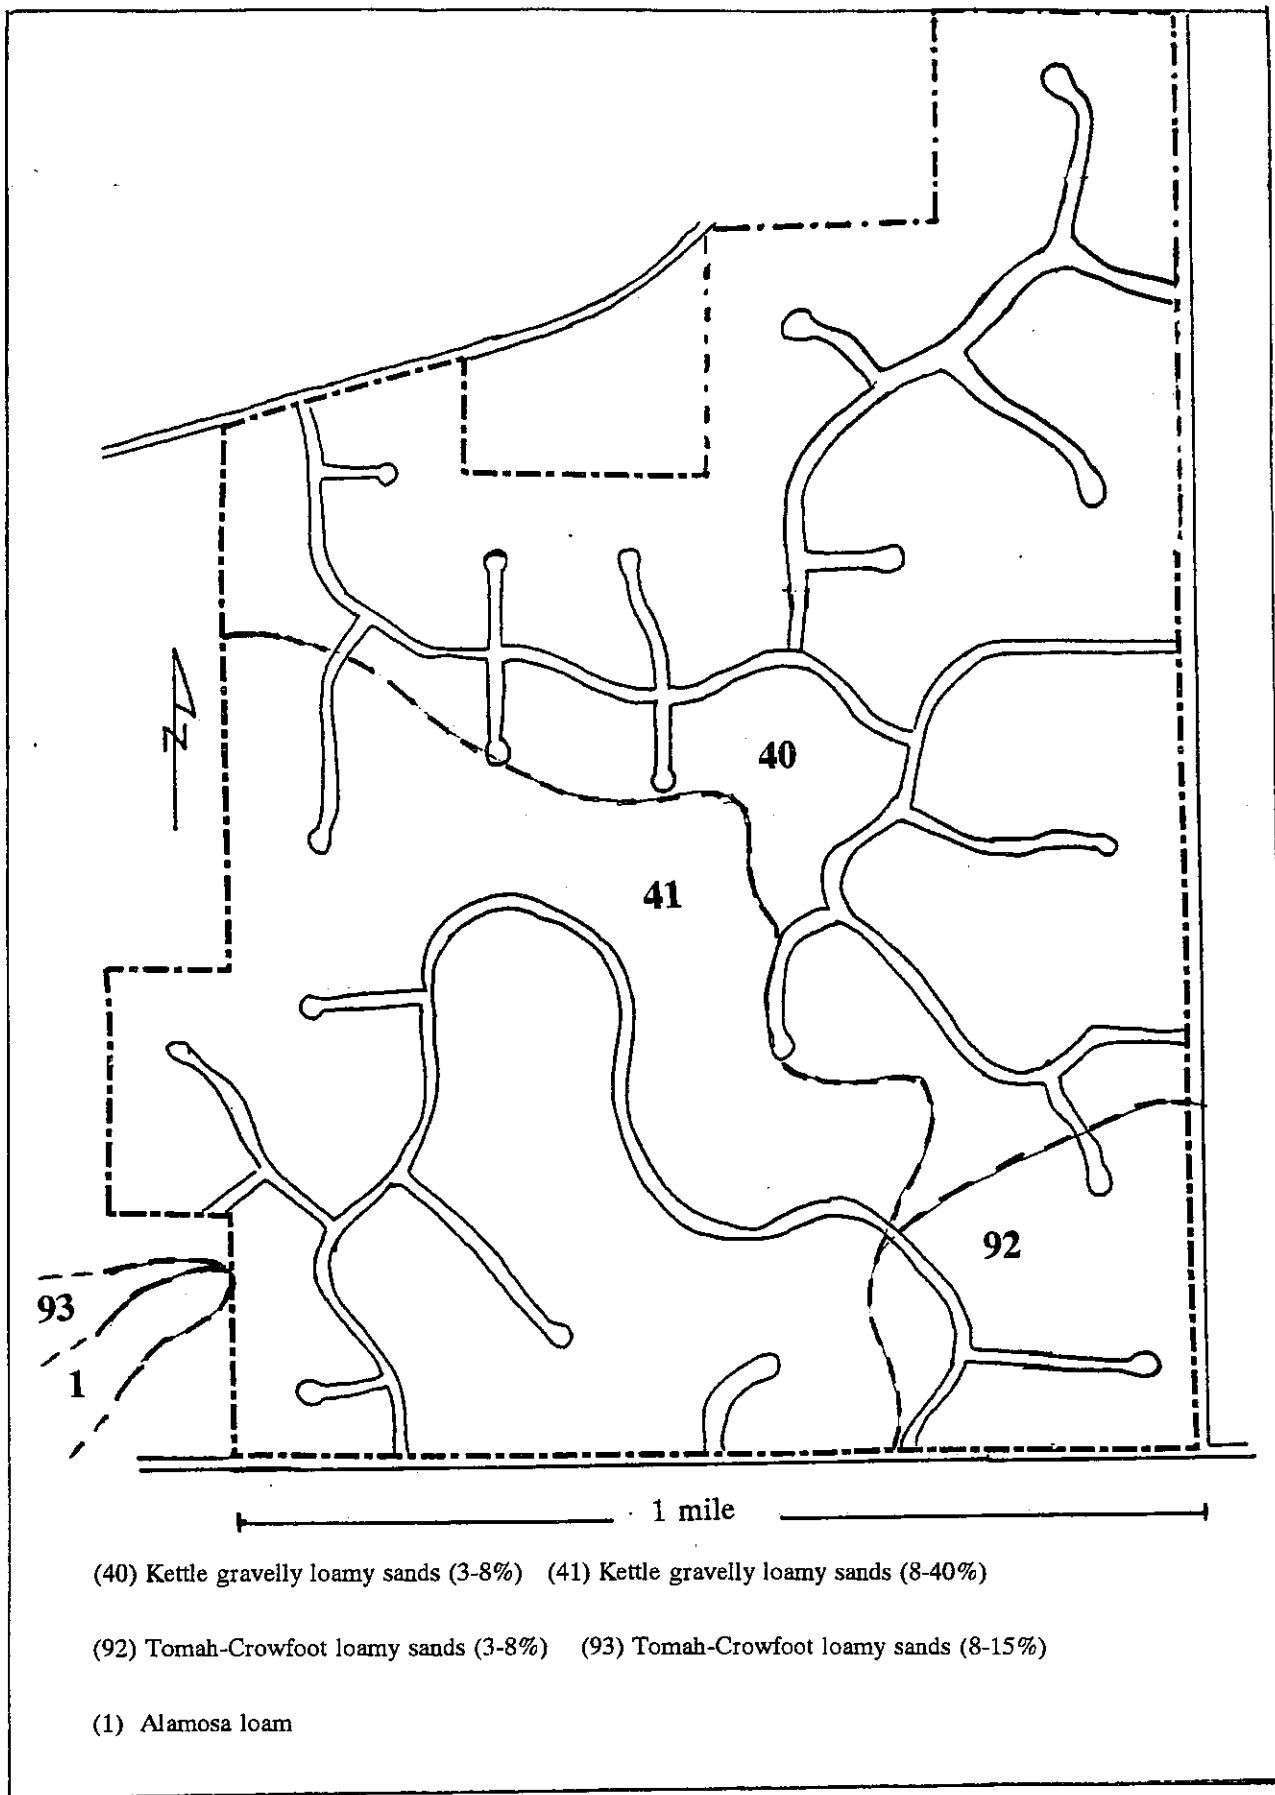 N
40
41
92
93
1
1 mile
(40) Kettle gravelly loamy sands (3-8%) (41) Kettle gravelly loamy sands (8-40%)
(92) Tomah-Crowfoot loamy sands (3-8%) (93) Tomah-Crowfoot loamy sands (8-15%)
(1) Alamosa loam